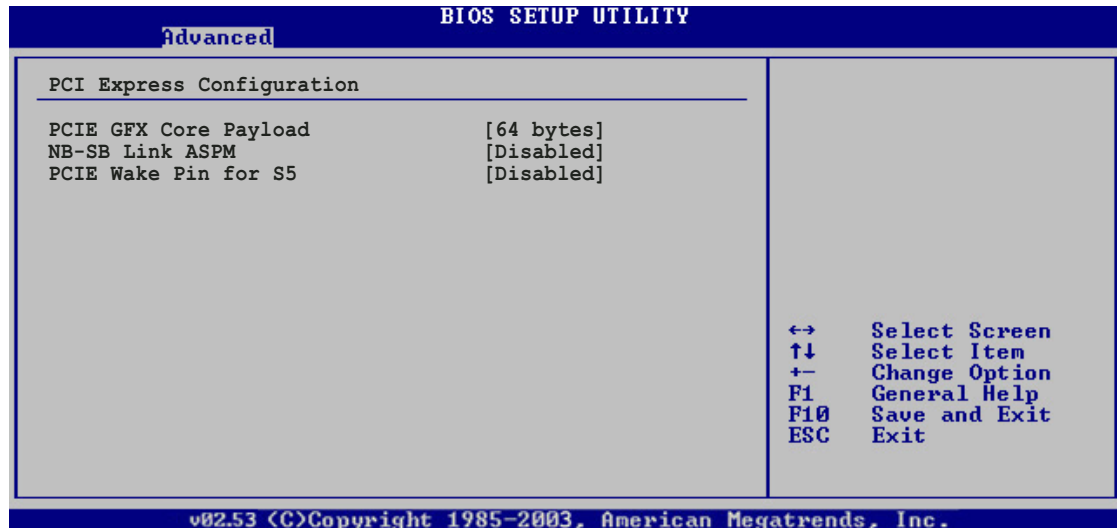 BIOS SETUP UTILITY
Advanced
PCI Express Configuration
PCIE GFX Core Payload [64 bytes]
NB-SB Link ASPM [Disabled]
PCIE Wake Pin for S5 [Disabled]
←→ Select Screen
↑↓ Select Item
+- Change Option
F1 General Help
F10 Save and Exit
ESC Exit
v02.53 (C)Copyright 1985-2003, American Megatrends, Inc.